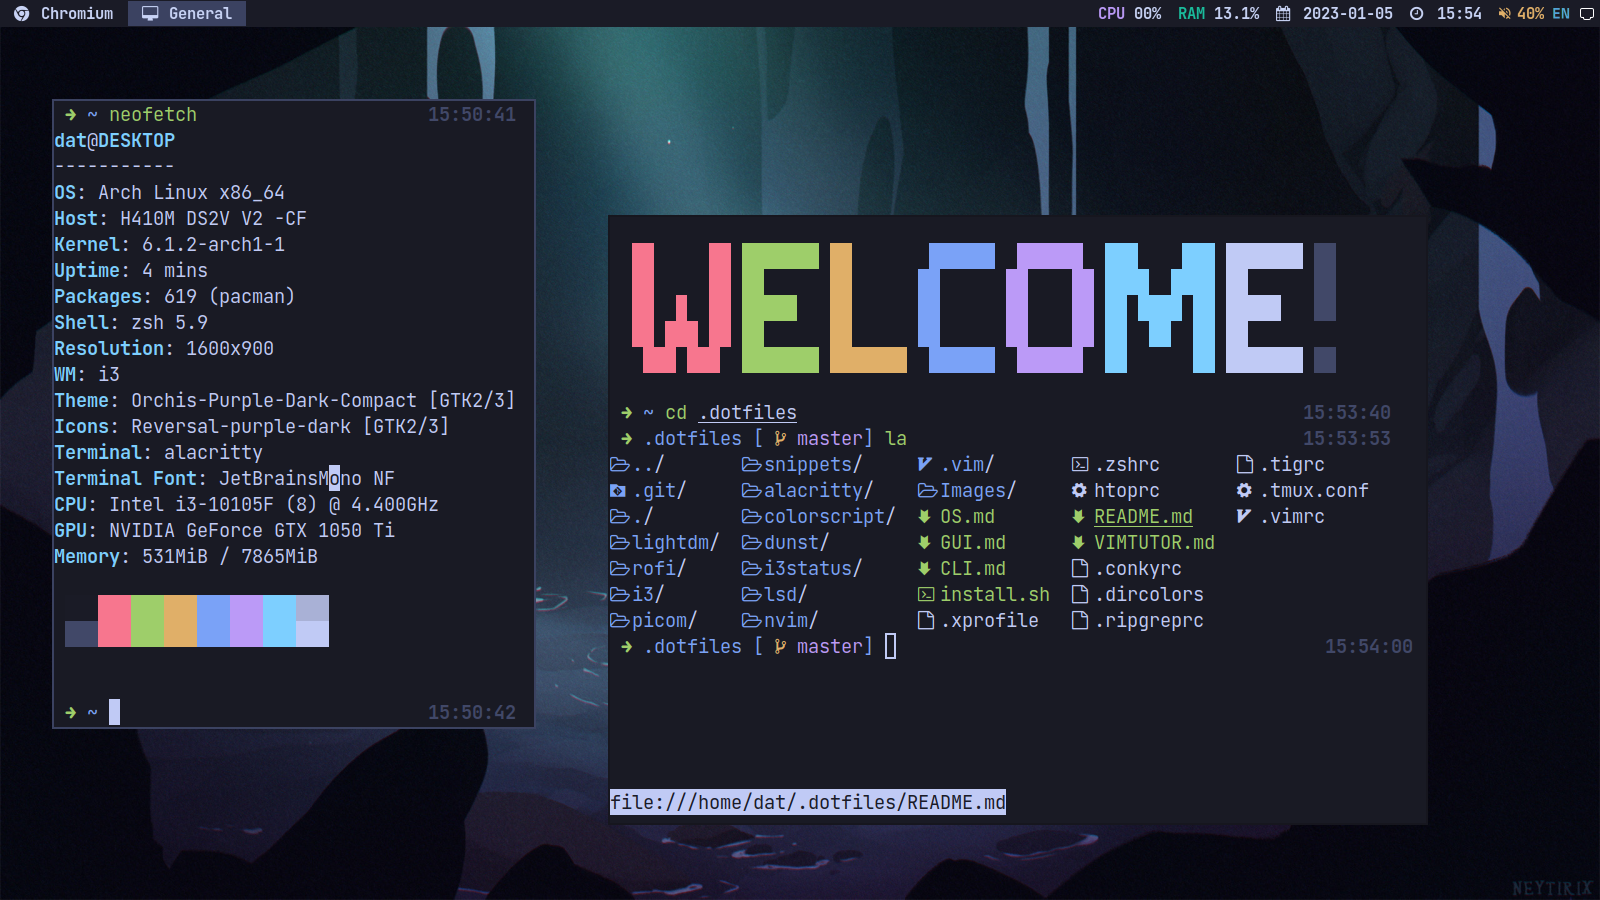 Chromium General CPU 00% RAM 13.1% 2023-01-05 15:54 40% EN
~ neofetch 15:50:41
dat@DESKTOP
-----------
OS: Arch Linux x86_64
Host: H410M DS2V V2 -CF
Kernel: 6.1.2-arch1-1
Uptime: 4 mins
Packages: 619 (pacman)
Shell: zsh 5.9
Resolution: 1600x900
WM: i3
Theme: Orchis-Purple-Dark-Compact [GTK2/3]
Icons: Reversal-purple-dark [GTK2/3]
Terminal: alacritty
Terminal Font: JetBrainsMono NF
CPU: Intel i3-10105F (8) @ 4.400GHz
GPU: NVIDIA GeForce GTX 1050 Ti
Memory: 531MiB / 7865MiB
~ 15:50:42
WELCOME!
~ cd .dotfiles 15:53:40
.dotfiles [ master] la 15:53:53
../ snippets/ .vim/ .zshrc .tigrc
.git/ alacritty/ Images/ htoprc .tmux.conf
./ colorscript/ OS.md README.md .vimrc
lightdm/ dunst/ GUI.md VIMTUTOR.md
rofi/ i3status/ CLI.md .conkyrc
i3/ lsd/ install.sh .dircolors
picom/ nvim/ .xprofile .ripgreprc
.dotfiles [ master] 15:54:00
file:///home/dat/.dotfiles/README.md
NEYTIRIX